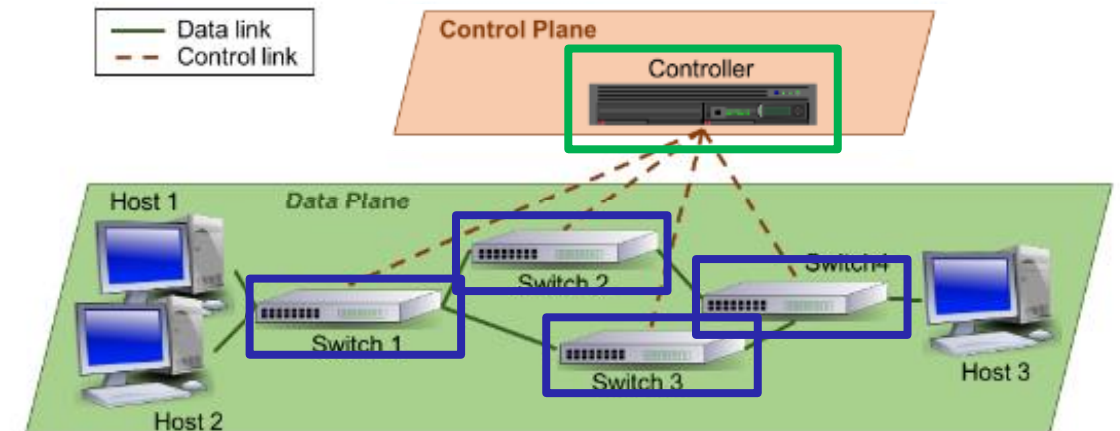 Data link
Control link
Control Plane
Controller
Host 1
Data Plane
Switch 2
Switch4
Switch 1
Switch 3
Host 3
Host 2